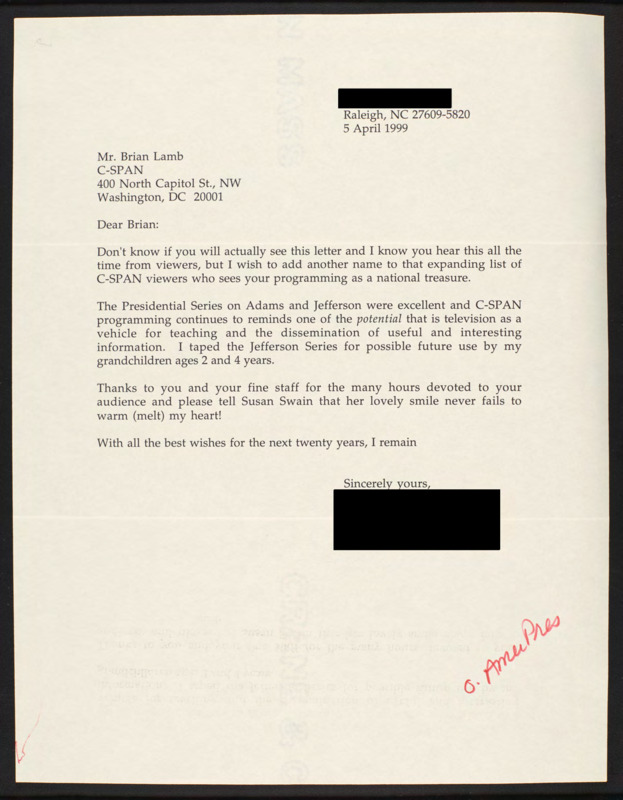 Raleigh, NC 27609-5820
5 April 1999
Mr. Brian Lamb
C-SPAN
400 North Capitol St., NW
Washington, DC 20001
Dear Brian:
Don't know if you will actually see this letter and I know you hear this all the
time from viewers, but I wish to add another name to that expanding list of
C-SPAN viewers who sees your programming as a national treasure.
The Presidential Series on Adams and Jefferson were excellent and C-SPAN
programming continues to reminds one of the potential that is television as a
vehicle for teaching and the dissemination of useful and interesting
information. I taped the Jefferson Series for possible future use by my
grandchildren ages 2 and 4 years.
Thanks to you and your fine staff for the many hours devoted to your
audience and please tell Susan Swain that her lovely smile never fails to
warm (melt) my heart!
With all the best wishes for the next twenty years, I remain
Sincerely yours,
o. AmerPres